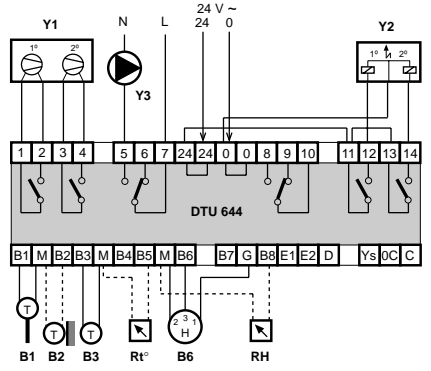 Y1 N L 24 V ~ Y2
24 0
1° 2° 1° 2°
Y3
1 2 3 4 5 6 7 24 24 0 0 8 9 10 11 12 13 14
DTU 644
B1 M B2 B3 M B4 B5 M B6 B7 G B8 E1 E2 D Ys 0C C
T T T 2 3 1 H
B1 B2 B3 Rt° B6 RH